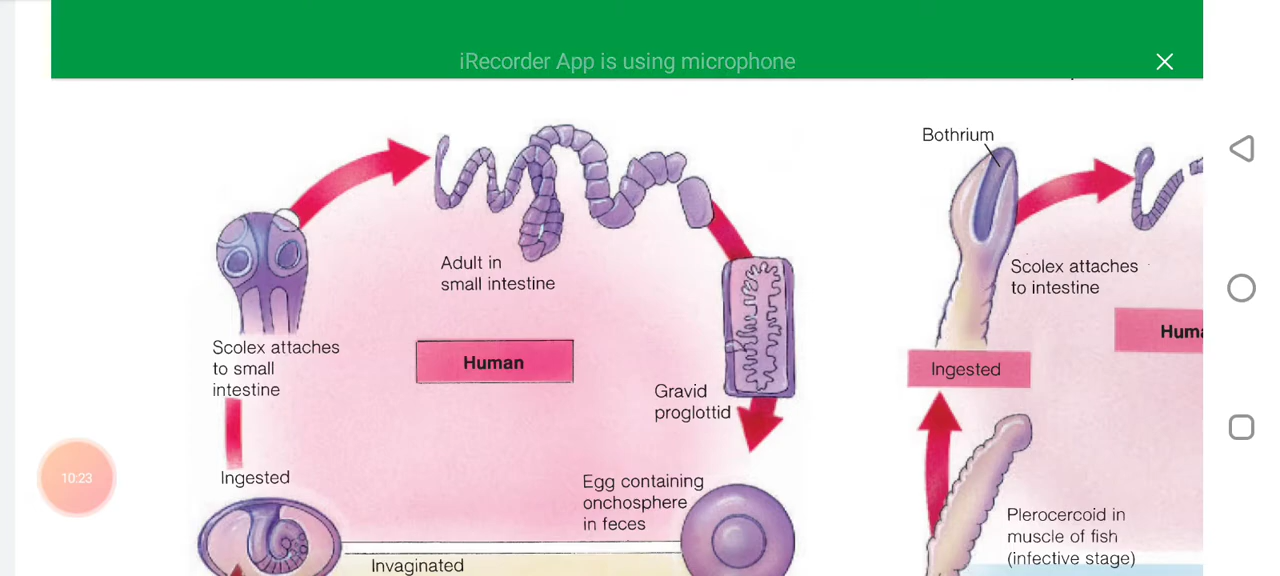 iRecorder App is using microphone
Bothrium
Adult in
small intestine
Scolex attaches
to intestine
Scolex attaches
to small
intestine
Human
Ingested
Gravid
proglottid
Ingested
Egg containing
onchosphere
in feces
10:23
Plerocercoid in
muscle of fish
(infective stage)
Invaginated